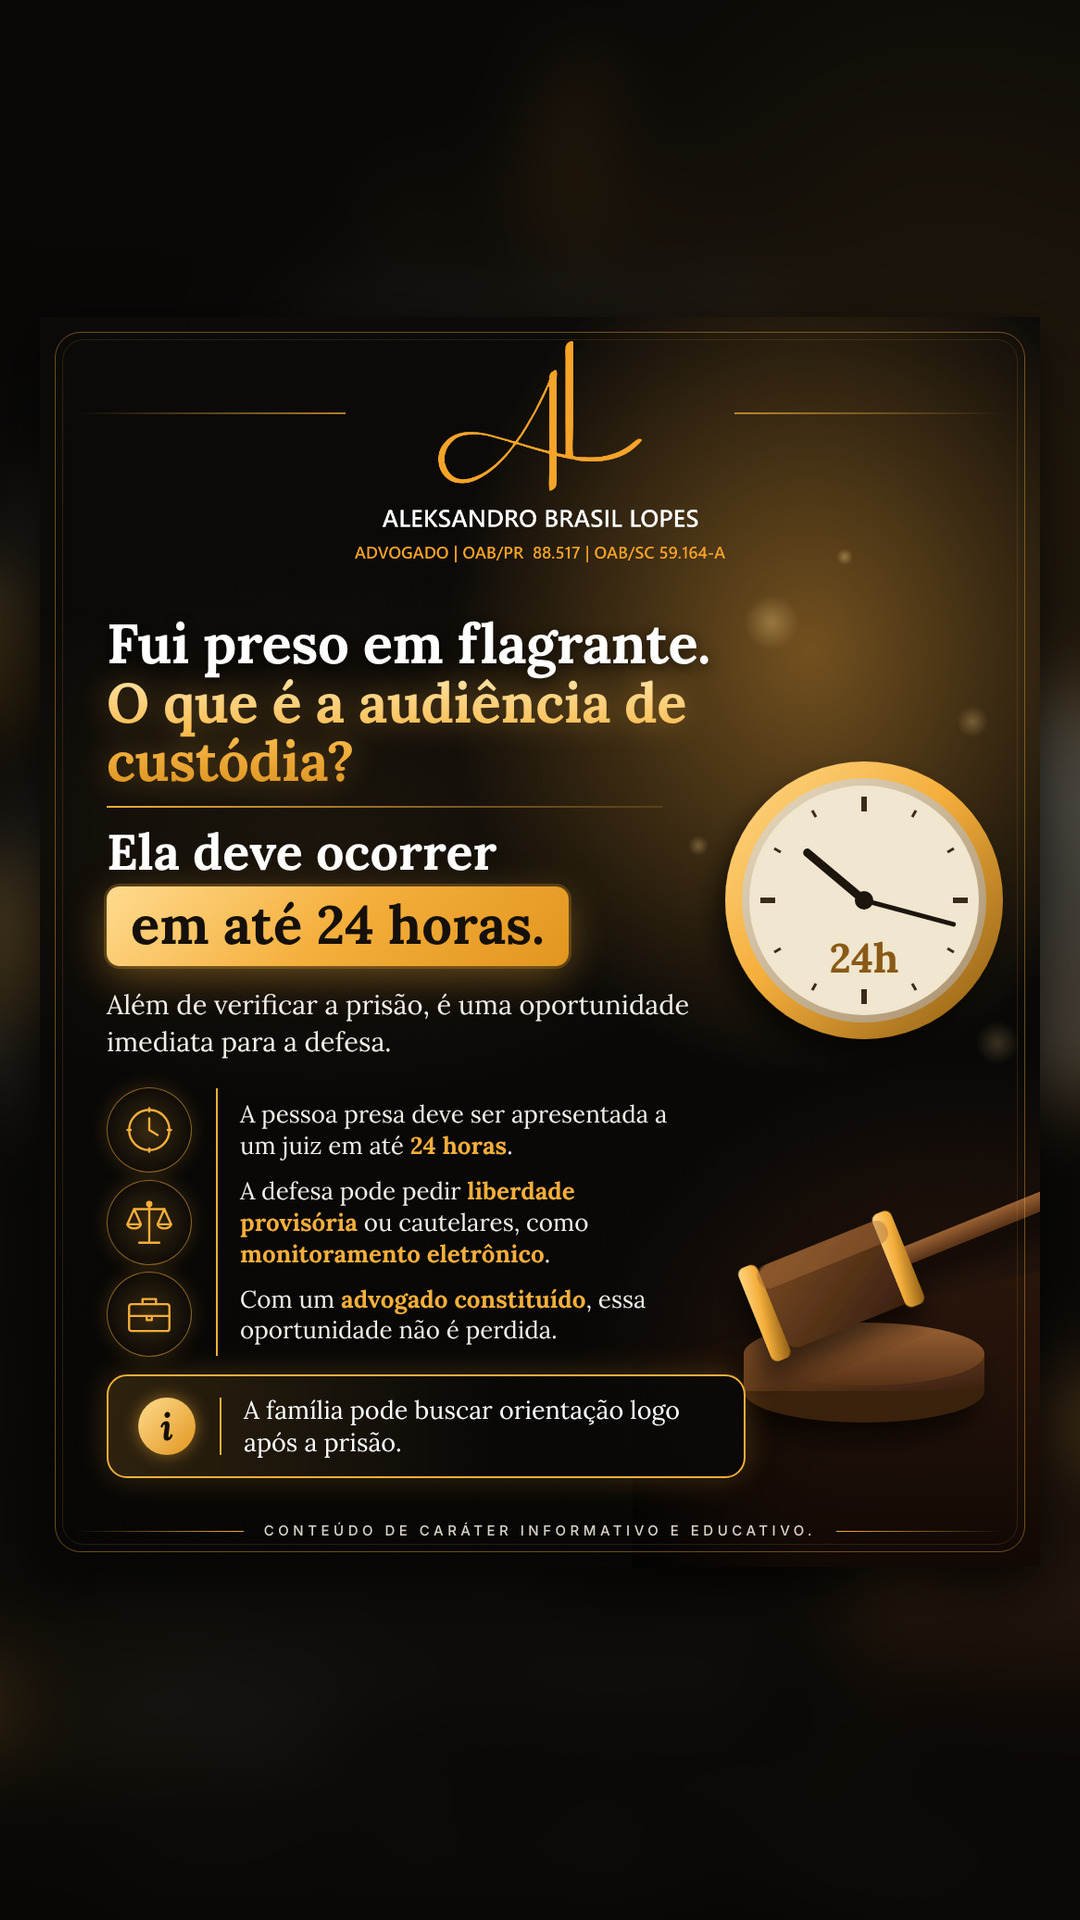 AL
ALEKSANDRO BRASIL LOPES
ADVOGADO | OAB/PR 88.517 | OAB/SC 59.164-A
Fui preso em flagrante.
O que é a audiência de
custódia?
Ela deve ocorrer
em até 24 horas.
24h
Além de verificar a prisão, é uma oportunidade
imediata para a defesa.
A pessoa presa deve ser apresentada a
um juiz em até 24 horas.
A defesa pode pedir liberdade
provisória ou cautelares, como
monitoramento eletrônico.
Com um advogado constituído, essa
oportunidade não é perdida.
i
A família pode buscar orientação logo
após a prisão.
CONTEÚDO DE CARÁTER INFORMATIVO E EDUCATIVO.